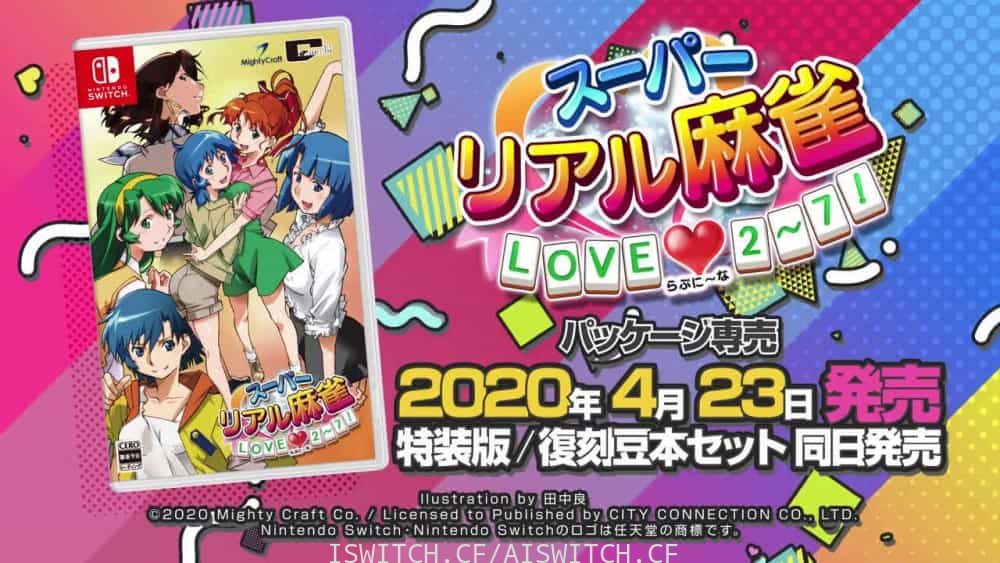 NINTENDO
SWITCH
MightyCraft
スーパー
リアル麻雀
LOVE♥2~7!
CERO
スーパー
リアル麻雀
LOVE♥2~7!
らぶに~な
パッケージ専売
2020年 4月 23日 発売
特装版/復刻豆本セット 同日発売
Ilustration by 田中良
©2020 Mighty Craft Co. / Licensed to Published by CITY CONNECTION CO., LTD.
Nintendo Switch・Nintendo Switchのロゴは任天堂の商標です。
ISWITCH.CF/AISWITCH.CF